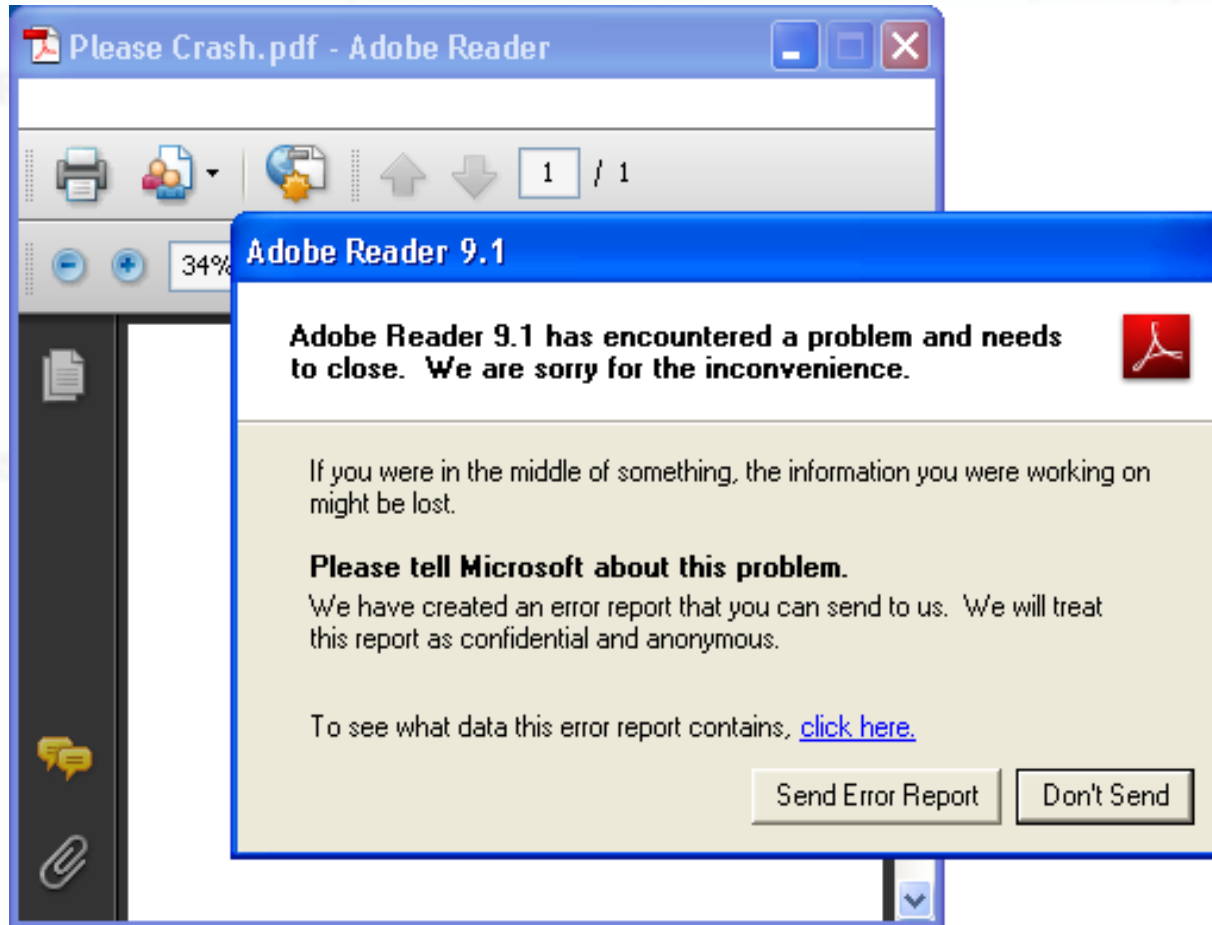 Please Crash.pdf - Adobe Reader
1 / 1
34%
Adobe Reader 9.1
Adobe Reader 9.1 has encountered a problem and needs
to close.  We are sorry for the inconvenience.
If you were in the middle of something, the information you were working on
might be lost.
Please tell Microsoft about this problem.
We have created an error report that you can send to us.  We will treat
this report as confidential and anonymous.
To see what data this error report contains, click here.
Send Error Report
Don't Send